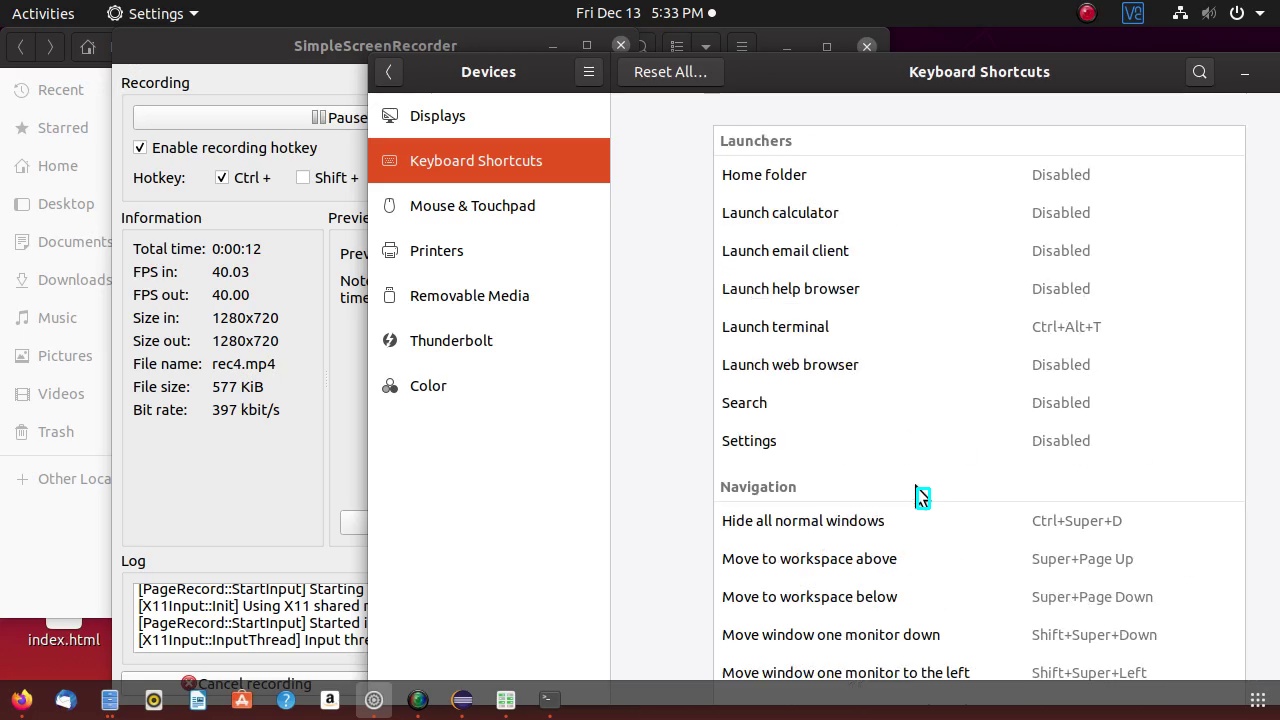 Activities
Settings
Fri Dec 13 5:33 PM
SimpleScreenRecorder
Recent
Starred
Home
Desktop
Documents
Downloads
Music
Pictures
Videos
Trash
Other Loca
index.html
Recording
Pause
Enable recording hotkey
Hotkey: Ctrl + Shift +
Information
Total time: 0:00:12
FPS in: 40.03
FPS out: 40.00
Size in: 1280x720
Size out: 1280x720
File name: rec4.mp4
File size: 577 KiB
Bit rate: 397 kbit/s
Previe
Prev
Note
time
Log
[PageRecord::StartInput] Starting
[X11Input::Init] Using X11 shared
[PageRecord::StartInput] Started i
[X11Input::InputThread] Input thre
Cancel recording
Devices
Displays
Keyboard Shortcuts
Mouse & Touchpad
Printers
Removable Media
Thunderbolt
Color
Reset All...
Keyboard Shortcuts
Launchers
Home folder Disabled
Launch calculator Disabled
Launch email client Disabled
Launch help browser Disabled
Launch terminal Ctrl+Alt+T
Launch web browser Disabled
Search Disabled
Settings Disabled
Navigation
Hide all normal windows Ctrl+Super+D
Move to workspace above Super+Page Up
Move to workspace below Super+Page Down
Move window one monitor down Shift+Super+Down
Move window one monitor to the left Shift+Super+Left